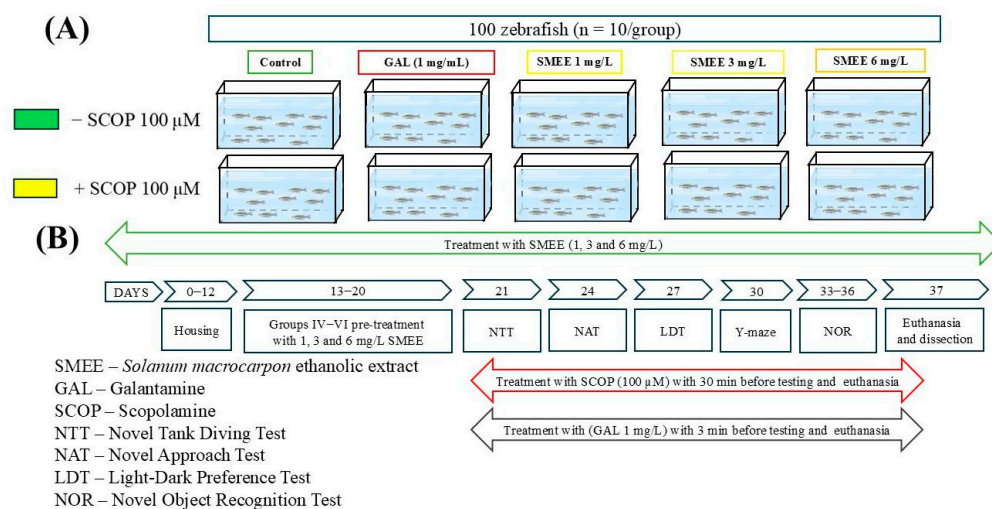 (A)
100 zebrafish (n = 10/group)
Control
GAL (1 mg/mL)
SMEE 1 mg/L
SMEE 3 mg/L
SMEE 6 mg/L
– SCOP 100 μM
+ SCOP 100 μM
(B)
Treatment with SMEE (1, 3 and 6 mg/L)
DAYS
0–12
13–20
21
24
27
30
33–36
37
Housing
Groups IV–VI pre-treatment
with 1, 3 and 6 mg/L SMEE
NTT
NAT
LDT
Y-maze
NOR
Euthanasia
and dissection
SMEE – Solanum macrocarpon ethanolic extract
GAL – Galantamine
SCOP – Scopolamine
NTT – Novel Tank Diving Test
NAT – Novel Approach Test
LDT – Light-Dark Preference Test
NOR – Novel Object Recognition Test
Treatment with SCOP (100 μM) with 30 min before testing and euthanasia
Treatment with (GAL 1 mg/L) with 3 min before testing and euthanasia